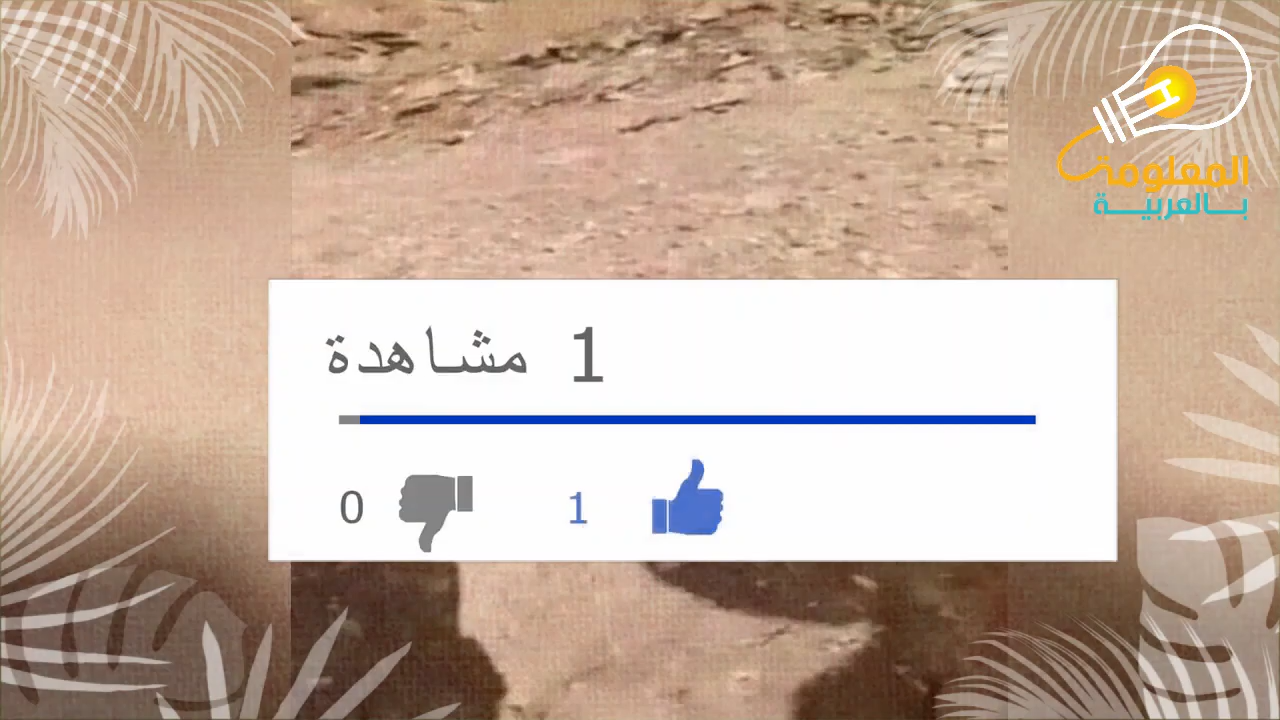 المعلومة
بالعربية
1 مشاهدة
1 0